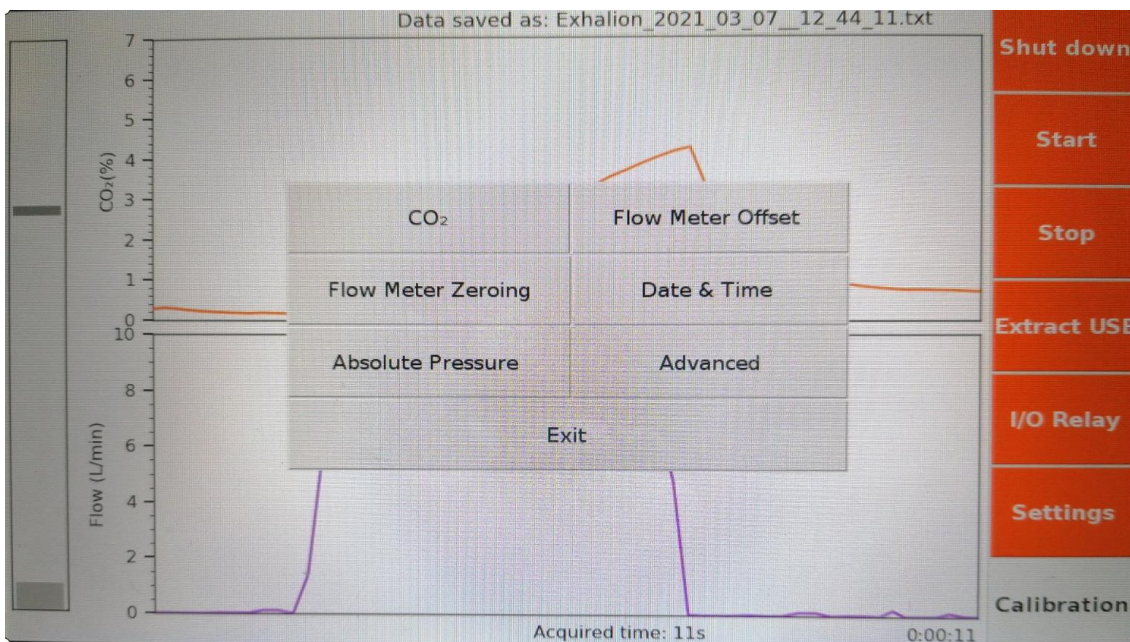 Data saved as: Exhalion_2021_03_07__12_44_11.txt
7
6
5
4
3
2
1
0
CO₂(%)
10
8
6
4
2
0
Flow (L/min)
CO₂
Flow Meter Offset
Flow Meter Zeroing
Date & Time
Absolute Pressure
Advanced
Exit
Acquired time: 11s
0:00:11
Shut down
Start
Stop
Extract USB
I/O Relay
Settings
Calibration